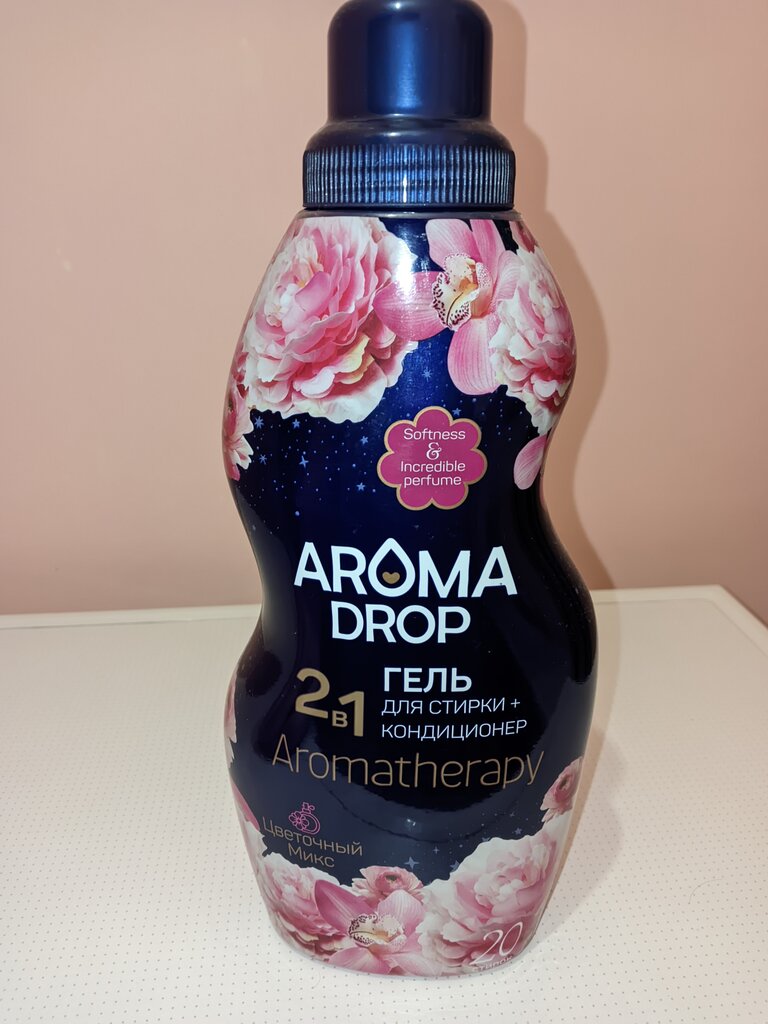 Softness
&
Incredible
perfume
AROMA
DROP
2в1
ГЕЛЬ
ДЛЯ СТИРКИ +
КОНДИЦИОНЕР
Aromatherapy
Цветочный
Микс
20